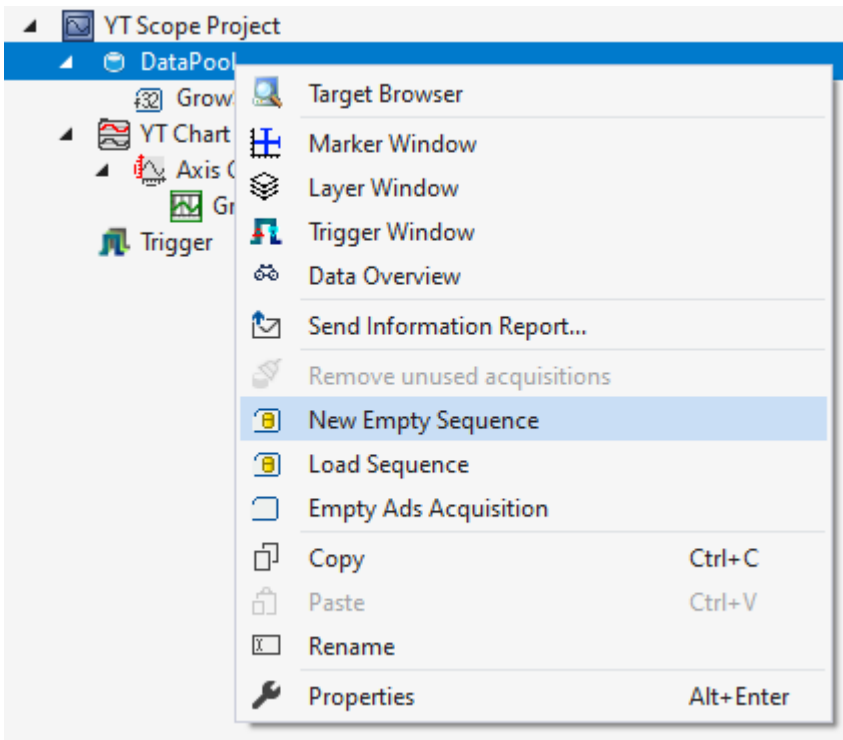 YT Scope Project
DataPool
Grow
Target Browser
YT Chart
Marker Window
Axis
Layer Window
Gr
Trigger Window
Trigger
Data Overview
Send Information Report...
Remove unused acquisitions
New Empty Sequence
Load Sequence
Empty Ads Acquisition
Copy Ctrl+C
Paste Ctrl+V
Rename
Properties Alt+Enter